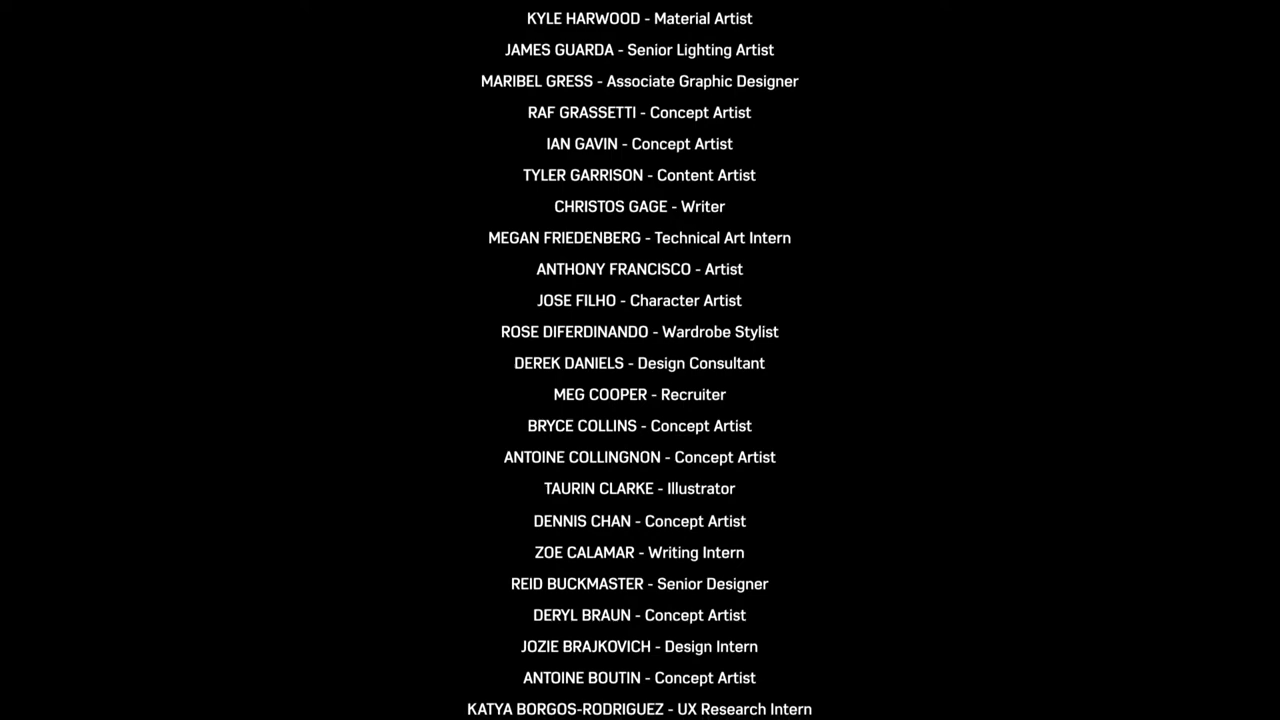 KYLE HARWOOD - Material Artist
JAMES GUARDA - Senior Lighting Artist
MARIBEL GRESS - Associate Graphic Designer
RAF GRASSETTI - Concept Artist
IAN GAVIN - Concept Artist
TYLER GARRISON - Content Artist
CHRISTOS GAGE - Writer
MEGAN FRIEDENBERG - Technical Art Intern
ANTHONY FRANCISCO - Artist
JOSE FILHO - Character Artist
ROSE DIFERDINANDO - Wardrobe Stylist
DEREK DANIELS - Design Consultant
MEG COOPER - Recruiter
BRYCE COLLINS - Concept Artist
ANTOINE COLLINGNON - Concept Artist
TAURIN CLARKE - Illustrator
DENNIS CHAN - Concept Artist
ZOE CALAMAR - Writing Intern
REID BUCKMASTER - Senior Designer
DERYL BRAUN - Concept Artist
JOZIE BRAJKOVICH - Design Intern
ANTOINE BOUTIN - Concept Artist
KATYA BORGOS-RODRIGUEZ - UX Research Intern